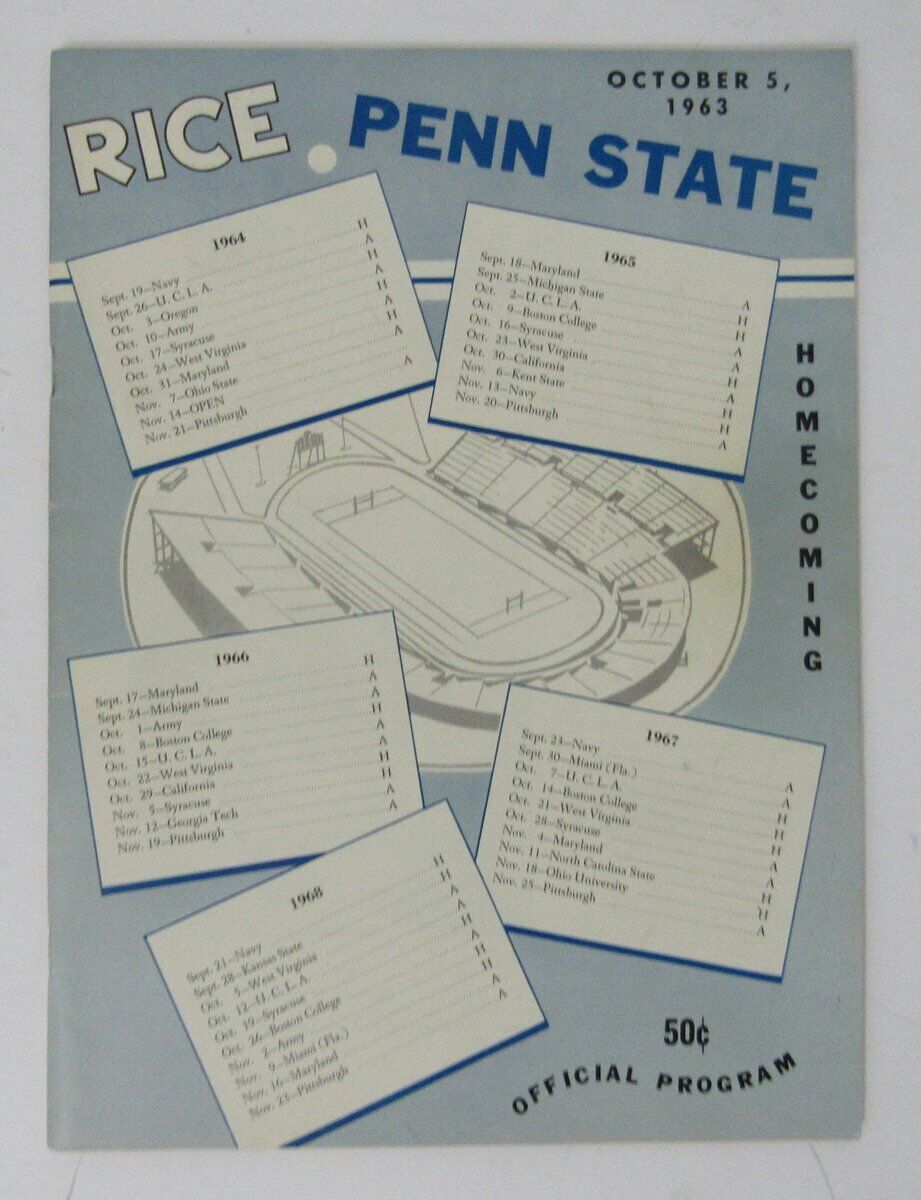 OCTOBER 5,
1963
RICE • PENN STATE
1964
Sept. 19—Navy H
Sept. 26—U. C. L. A. A
Oct. 3—Oregon H
Oct. 10—Army A
Oct. 17—Syracuse H
Oct. 24—West Virginia A
Oct. 31—Maryland H
Nov. 7—Ohio State A
Nov. 14—OPEN
Nov. 21—Pittsburgh A
1965
Sept. 18—Maryland A
Sept. 25—Michigan State H
Oct. 2—U. C. L. A. H
Oct. 9—Boston College A
Oct. 16—Syracuse H
Oct. 23—West Virginia H
Oct. 30—California A
Nov. 6—Kent State H
Nov. 13—Navy H
Nov. 20—Pittsburgh A
HOMECOMING
1966
Sept. 17—Maryland H
Sept. 24—Michigan State A
Oct. 1—Army A
Oct. 8—Boston College H
Oct. 15—U. C. L. A. A
Oct. 22—West Virginia A
Oct. 29—California H
Nov. 5—Syracuse H
Nov. 12—Georgia Tech H
Nov. 19—Pittsburgh A
1967
Sept. 23—Navy A
Sept. 30—Miami (Fla.) A
Oct. 7—U. C. L. A. H
Oct. 14—Boston College H
Oct. 21—West Virginia H
Oct. 28—Syracuse A
Nov. 4—Maryland A
Nov. 11—North Carolina State H
Nov. 18—Ohio University H
Nov. 25—Pittsburgh A
1968
Sept. 21—Navy H
Sept. 28—Kansas State H
Oct. 5—West Virginia A
Oct. 12—U. C. L. A. A
Oct. 19—Syracuse H
Oct. 26—Boston College A
Nov. 2—Army H
Nov. 9—Miami (Fla.) H
Nov. 16—Maryland A
Nov. 23—Pittsburgh A
50¢
OFFICIAL PROGRAM